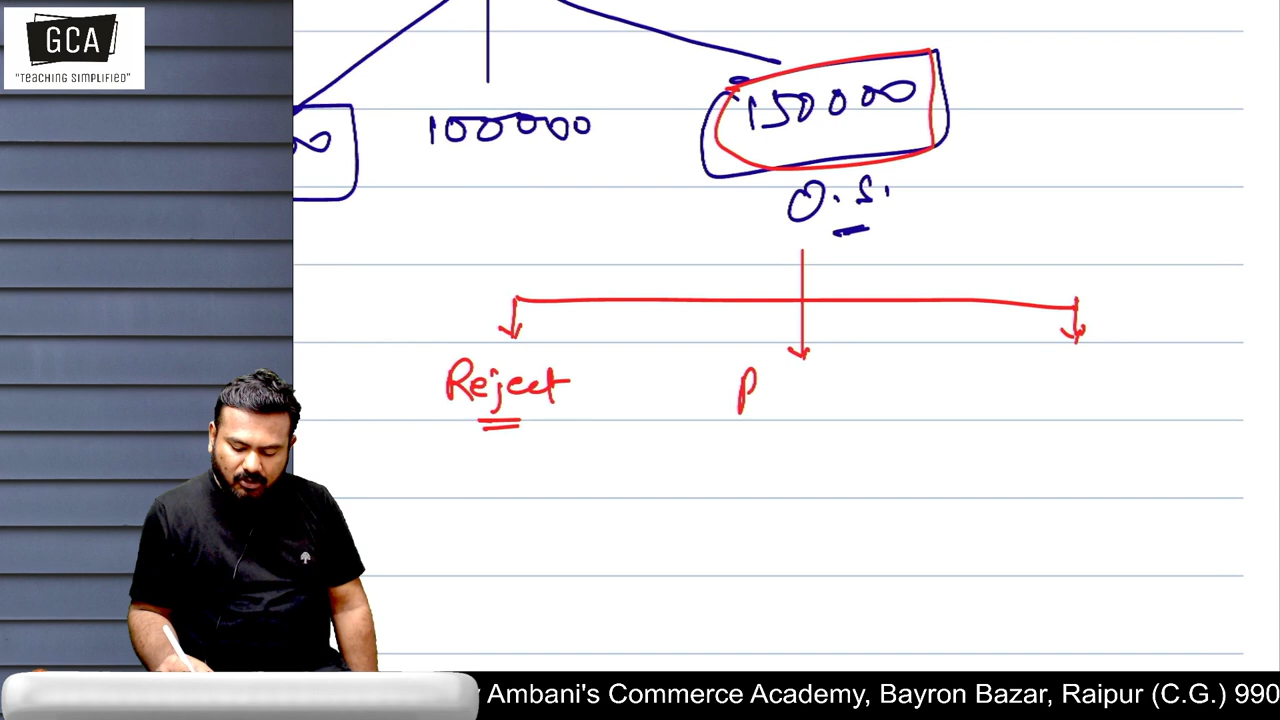 GCA
"TEACHING SIMPLIFIED"
100000
150000
O.S.
Reject
P
y Ambani's Commerce Academy, Bayron Bazar, Raipur (C.G.) 990